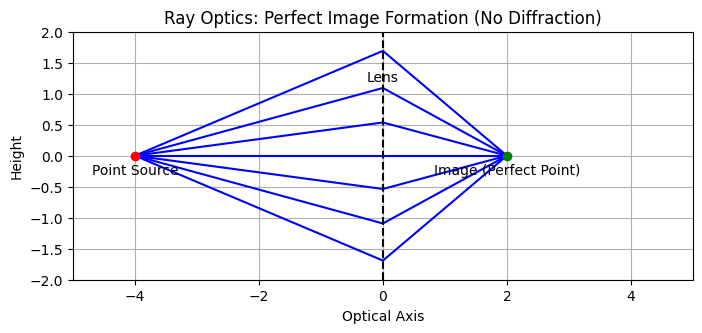 Ray Optics: Perfect Image Formation (No Diffraction)
2.0
1.5
1.0
0.5
0.0
−0.5
−1.0
−1.5
−2.0
Height
Lens
Point Source
Image (Perfect Point)
−4
−2
0
2
4
Optical Axis